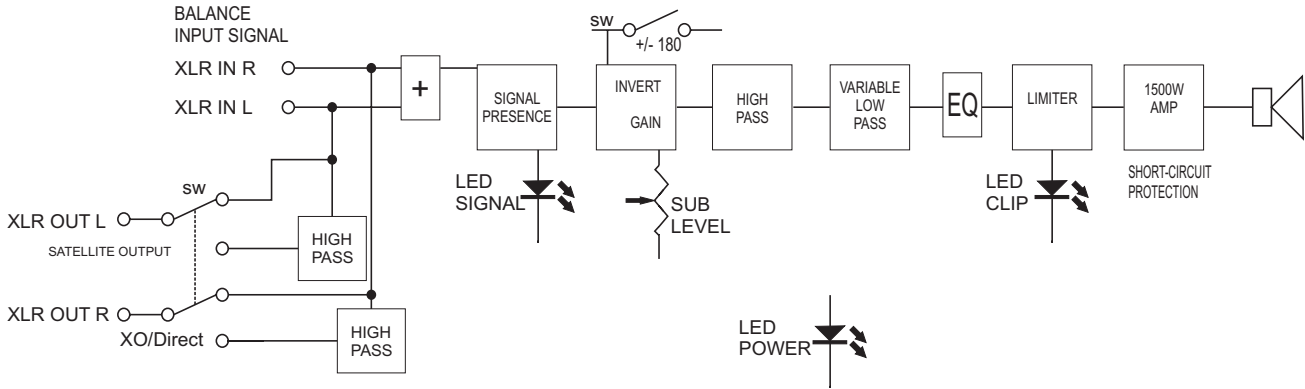 BALANCE
INPUT SIGNAL
XLR IN R
XLR IN L
+
SW
+/- 180
SIGNAL
PRESENCE
INVERT
GAIN
HIGH
PASS
VARIABLE
LOW
PASS
EQ
LIMITER
1500W
AMP
SHORT-CIRCUIT
PROTECTION
LED
SIGNAL
SUB
LEVEL
LED
CLIP
SW
XLR OUT L
SATELLITE OUTPUT
HIGH
PASS
XLR OUT R
XO/Direct
HIGH
PASS
LED
POWER